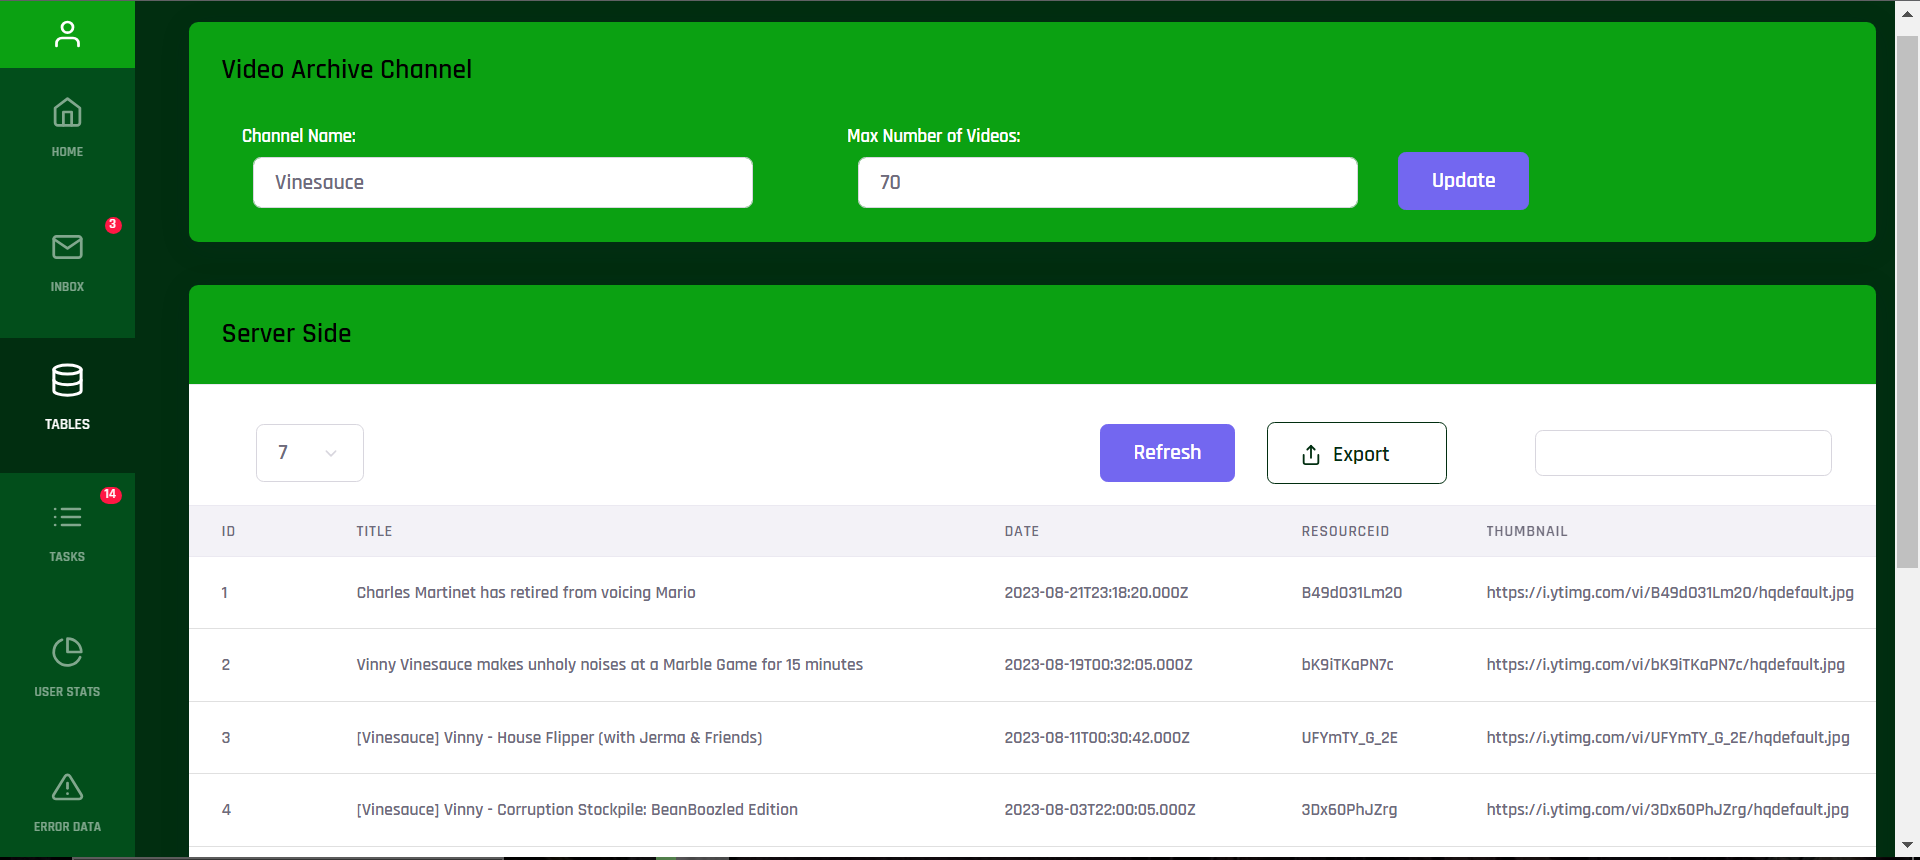 Video Archive Channel
Channel Name:
Max Number of Videos:
Vinesauce
70
Update
HOME
3
INBOX
TABLES
14
TASKS
USER STATS
ERROR DATA
Server Side
7
Refresh
Export
ID TITLE DATE RESOURCEID THUMBNAIL
1 Charles Martinet has retired from voicing Mario 2023-08-21T23:18:20.000Z B49dO31Lm20 https://i.ytimg.com/vi/B49dO31Lm20/hqdefault.jpg
2 Vinny Vinesauce makes unholy noises at a Marble Game for 15 minutes 2023-08-19T00:32:05.000Z bK9iTKaPN7c https://i.ytimg.com/vi/bK9iTKaPN7c/hqdefault.jpg
3 [Vinesauce] Vinny - House Flipper (with Jerma & Friends) 2023-08-11T00:30:42.000Z UFYmTY_G_2E https://i.ytimg.com/vi/UFYmTY_G_2E/hqdefault.jpg
4 [Vinesauce] Vinny - Corruption Stockpile: BeanBoozled Edition 2023-08-03T22:00:05.000Z 3Dx60PhJZrg https://i.ytimg.com/vi/3Dx60PhJZrg/hqdefault.jpg